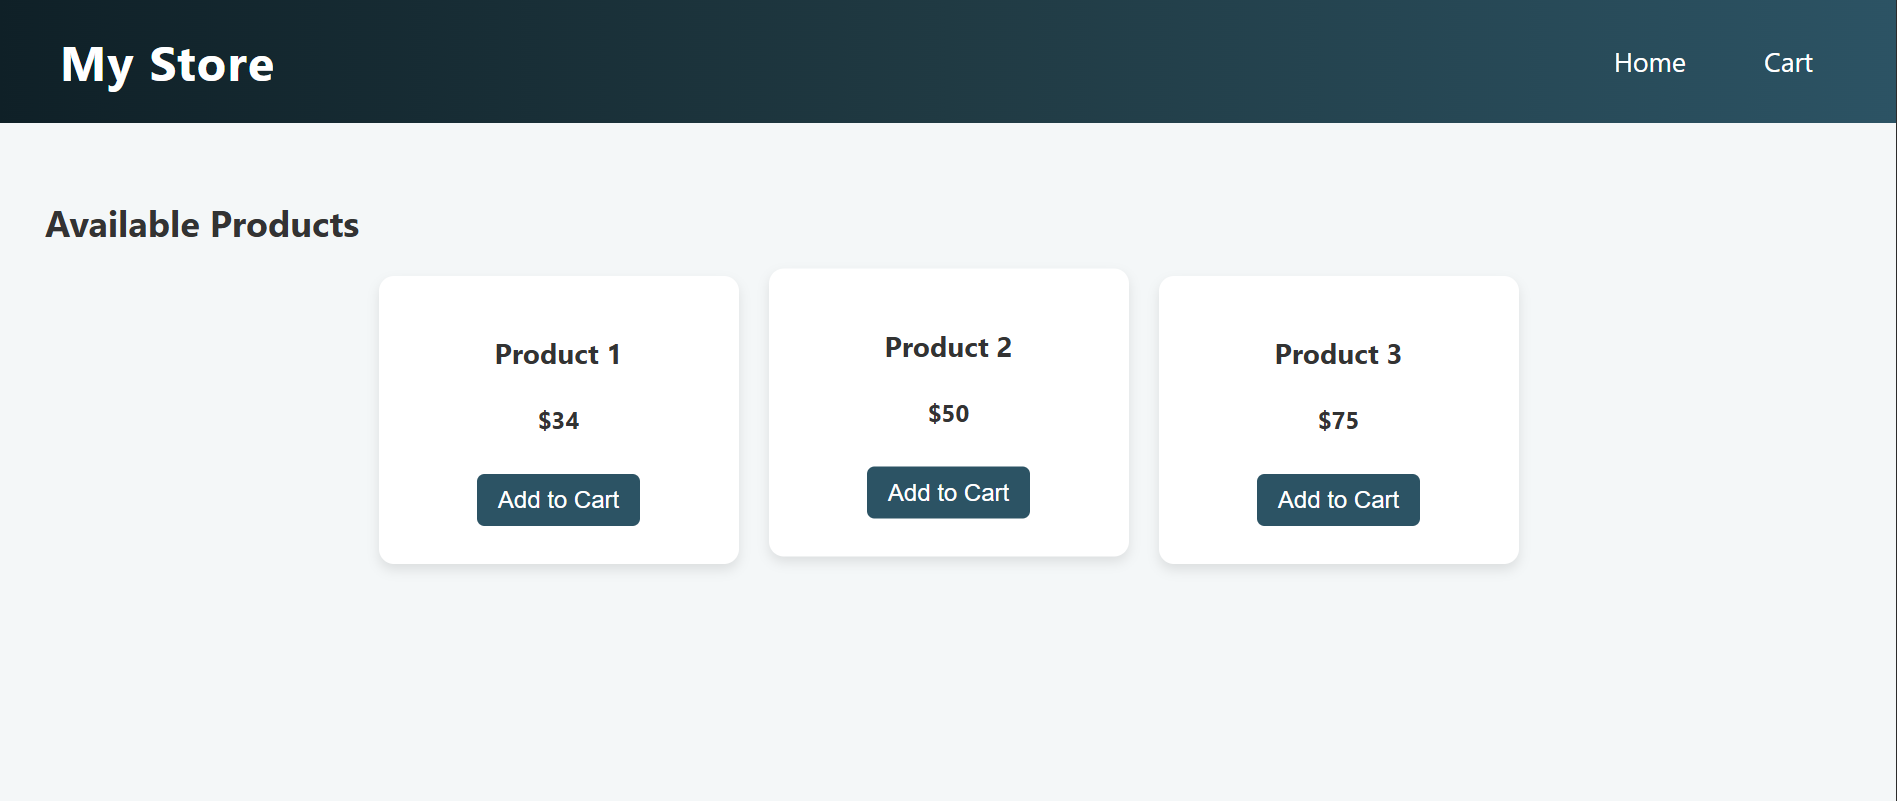 My Store
Home Cart
Available Products
Product 1
$34
Add to Cart
Product 2
$50
Add to Cart
Product 3
$75
Add to Cart